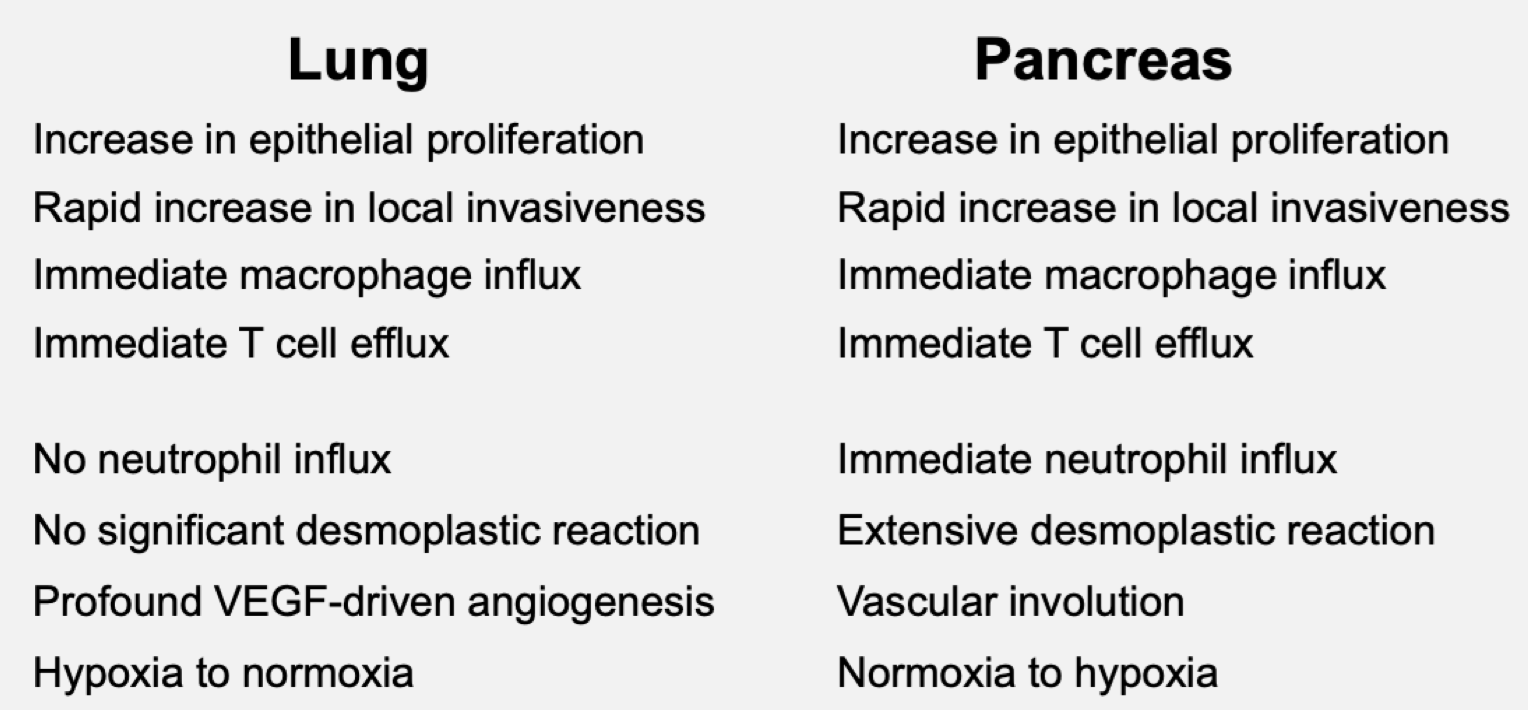 Lung
Increase in epithelial proliferation
Rapid increase in local invasiveness
Immediate macrophage influx
Immediate T cell efflux
No neutrophil influx
No significant desmoplastic reaction
Profound VEGF-driven angiogenesis
Hypoxia to normoxia
Pancreas
Increase in epithelial proliferation
Rapid increase in local invasiveness
Immediate macrophage influx
Immediate T cell efflux
Immediate neutrophil influx
Extensive desmoplastic reaction
Vascular involution
Normoxia to hypoxia